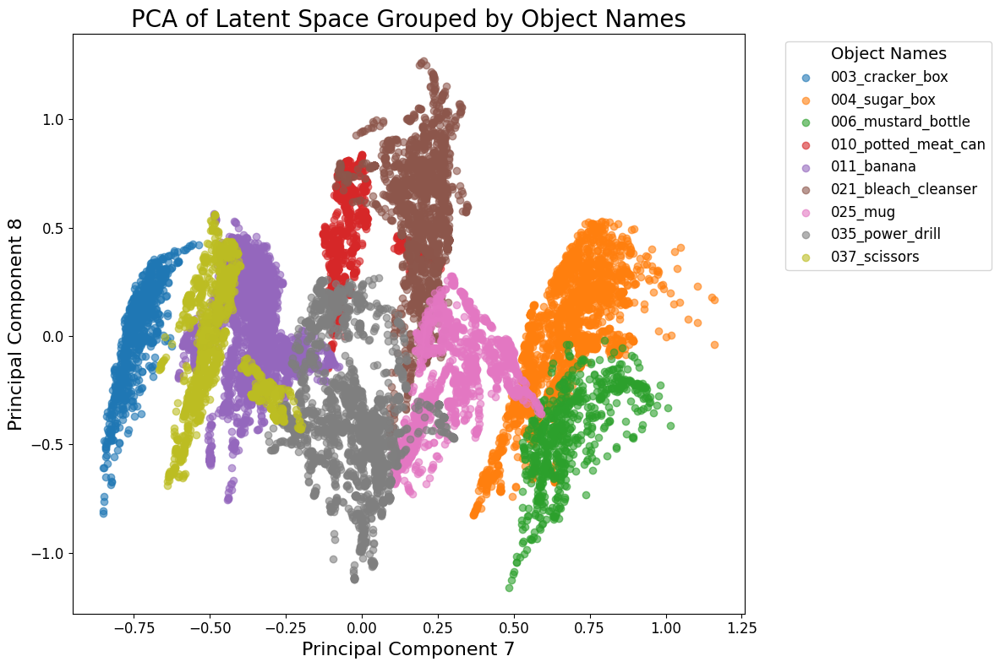 PCA of Latent Space Grouped by Object Names
Object Names
003_cracker_box
004_sugar_box
006_mustard_bottle
010_potted_meat_can
011_banana
021_bleach_cleanser
025_mug
035_power_drill
037_scissors
Principal Component 8
1.0
0.5
0.0
−0.5
−1.0
−0.75 −0.50 −0.25 0.00 0.25 0.50 0.75 1.00 1.25
Principal Component 7